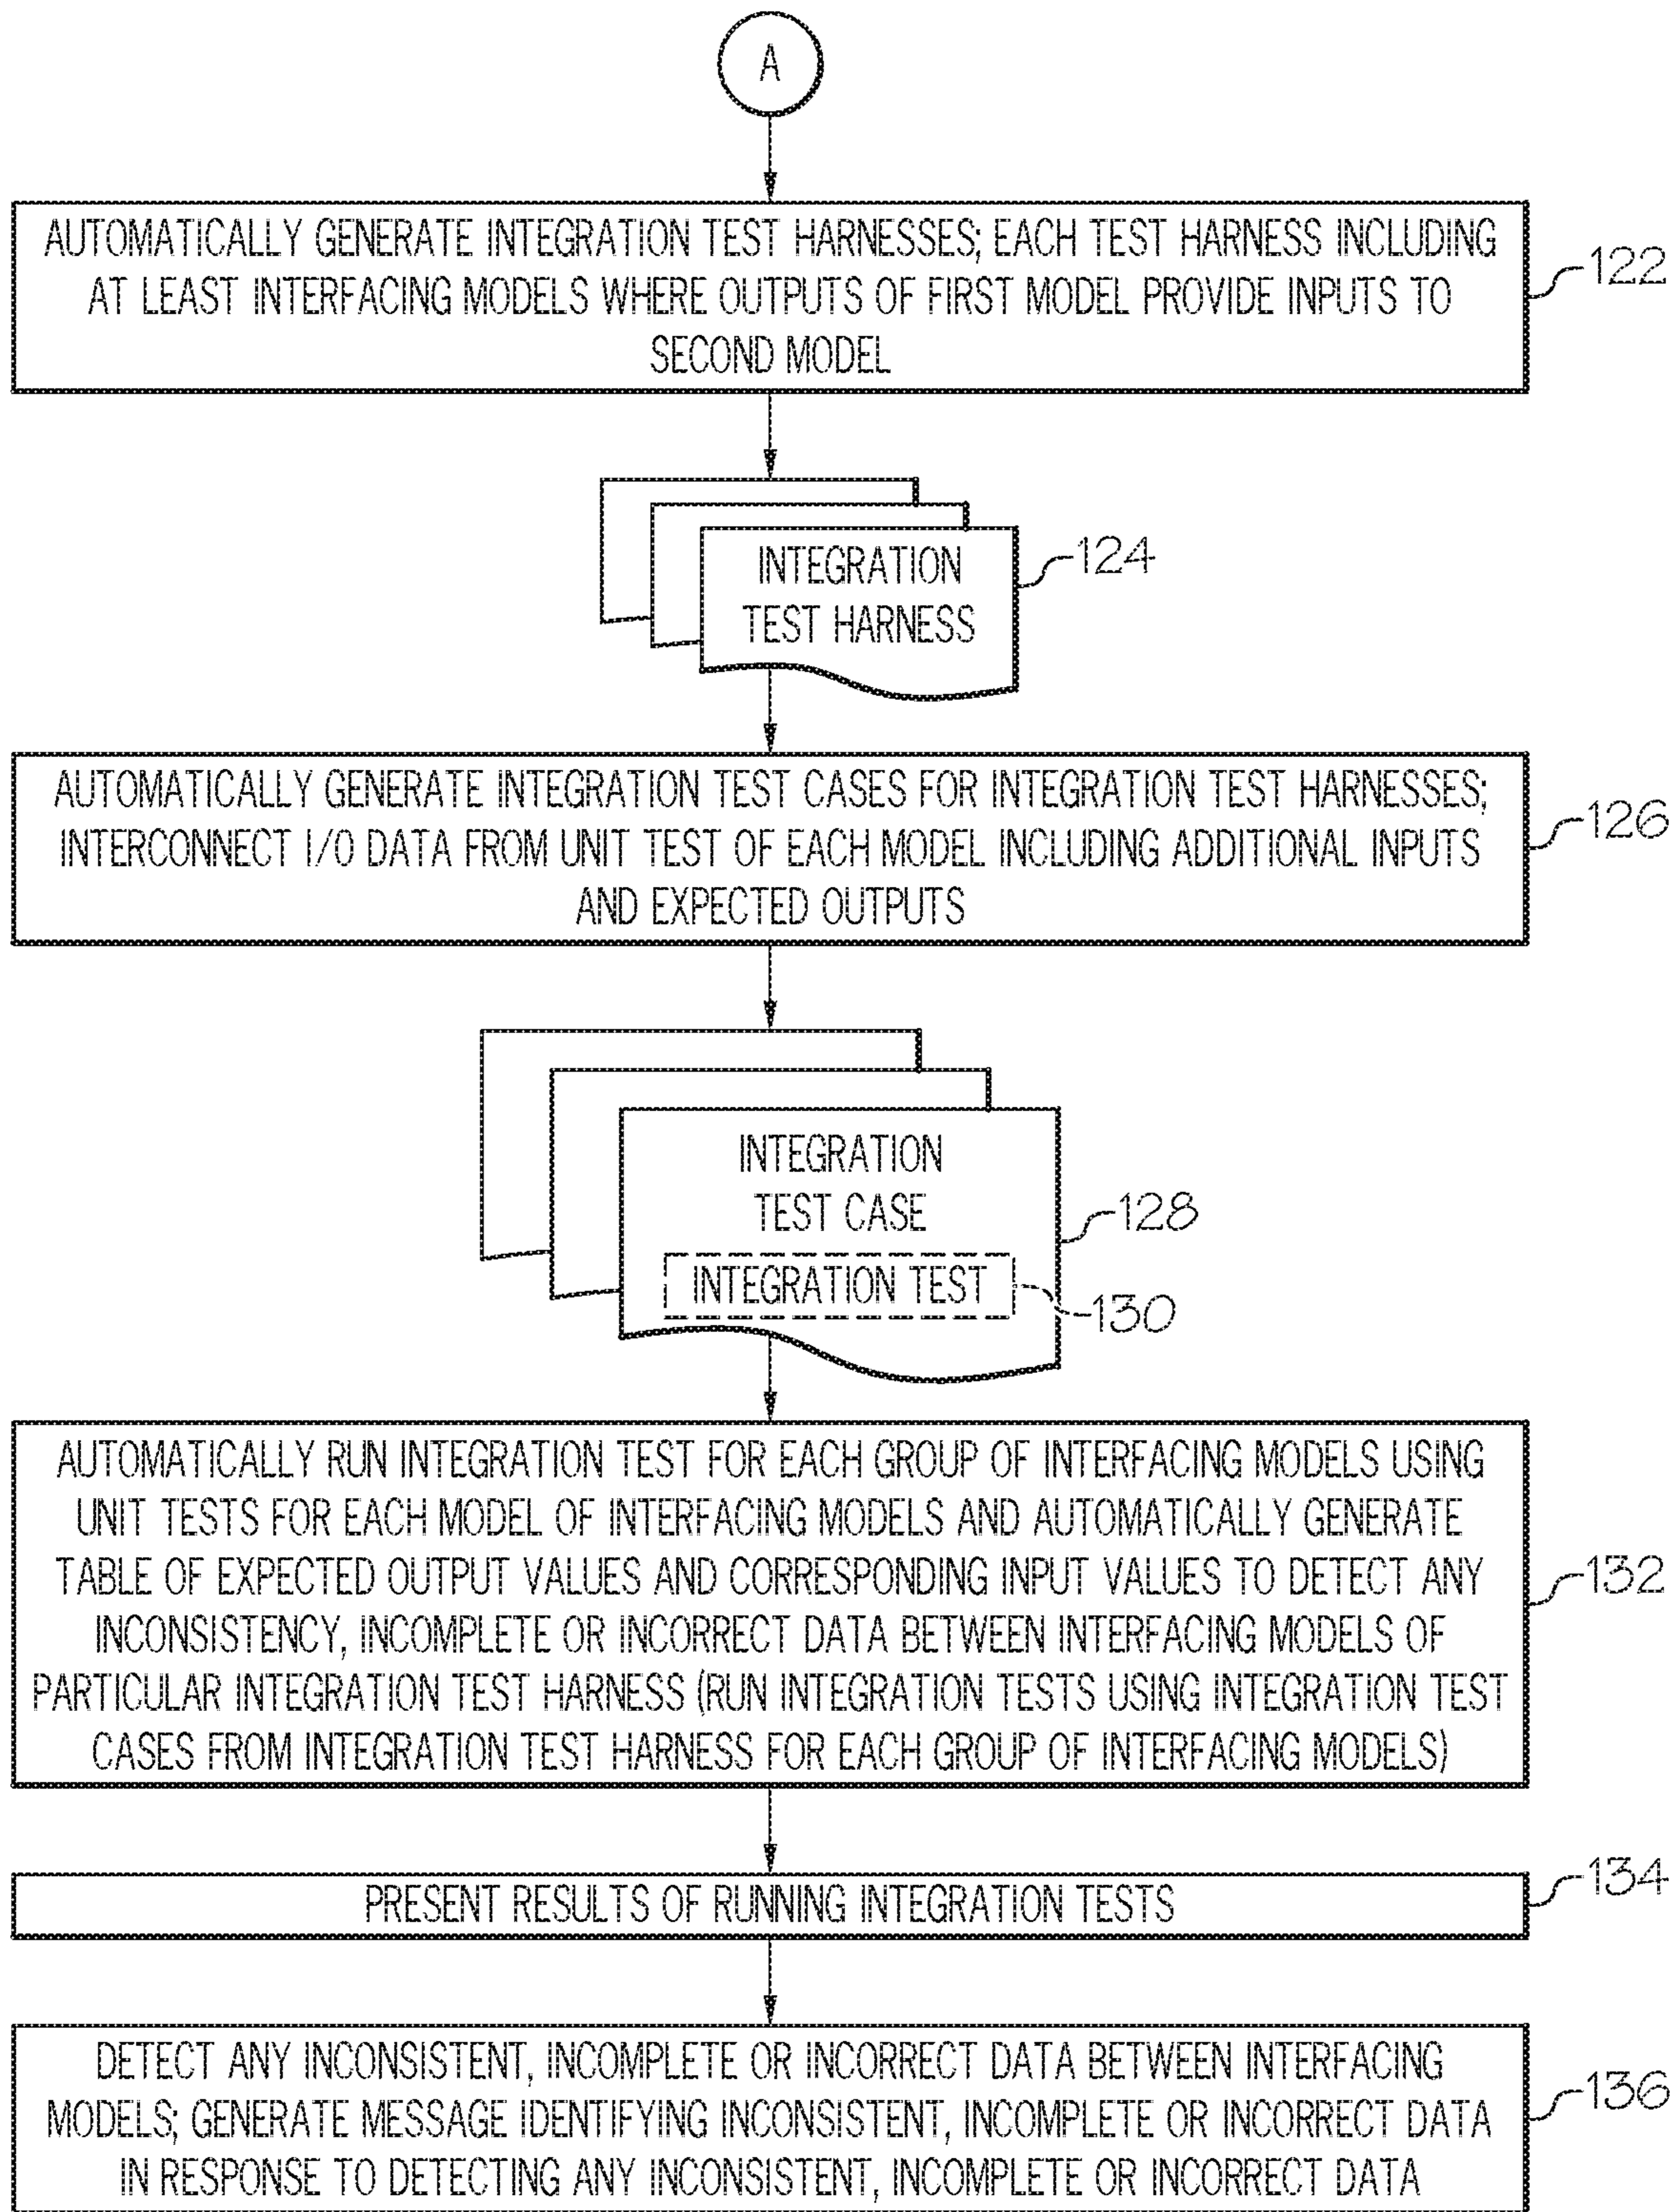 A
AUTOMATICALLY GENERATE INTEGRATION TEST HARNESSES; EACH TEST HARNESS INCLUDING
AT LEAST INTERFACING MODELS WHERE OUTPUTS OF FIRST MODEL PROVIDE INPUTS TO
SECOND MODEL
122
INTEGRATION
TEST HARNESS
124
AUTOMATICALLY GENERATE INTEGRATION TEST CASES FOR INTEGRATION TEST HARNESSES;
INTERCONNECT I/O DATA FROM UNIT TEST OF EACH MODEL INCLUDING ADDITIONAL INPUTS
AND EXPECTED OUTPUTS
126
INTEGRATION
TEST CASE
128
INTEGRATION TEST
130
AUTOMATICALLY RUN INTEGRATION TEST FOR EACH GROUP OF INTERFACING MODELS USING
UNIT TESTS FOR EACH MODEL OF INTERFACING MODELS AND AUTOMATICALLY GENERATE
TABLE OF EXPECTED OUTPUT VALUES AND CORRESPONDING INPUT VALUES TO DETECT ANY
INCONSISTENCY, INCOMPLETE OR INCORRECT DATA BETWEEN INTERFACING MODELS OF
PARTICULAR INTEGRATION TEST HARNESS (RUN INTEGRATION TESTS USING INTEGRATION TEST
CASES FROM INTEGRATION TEST HARNESS FOR EACH GROUP OF INTERFACING MODELS)
132
PRESENT RESULTS OF RUNNING INTEGRATION TESTS
134
DETECT ANY INCONSISTENT, INCOMPLETE OR INCORRECT DATA BETWEEN INTERFACING
MODELS; GENERATE MESSAGE IDENTIFYING INCONSISTENT, INCOMPLETE OR INCORRECT DATA
IN RESPONSE TO DETECTING ANY INCONSISTENT, INCOMPLETE OR INCORRECT DATA
136